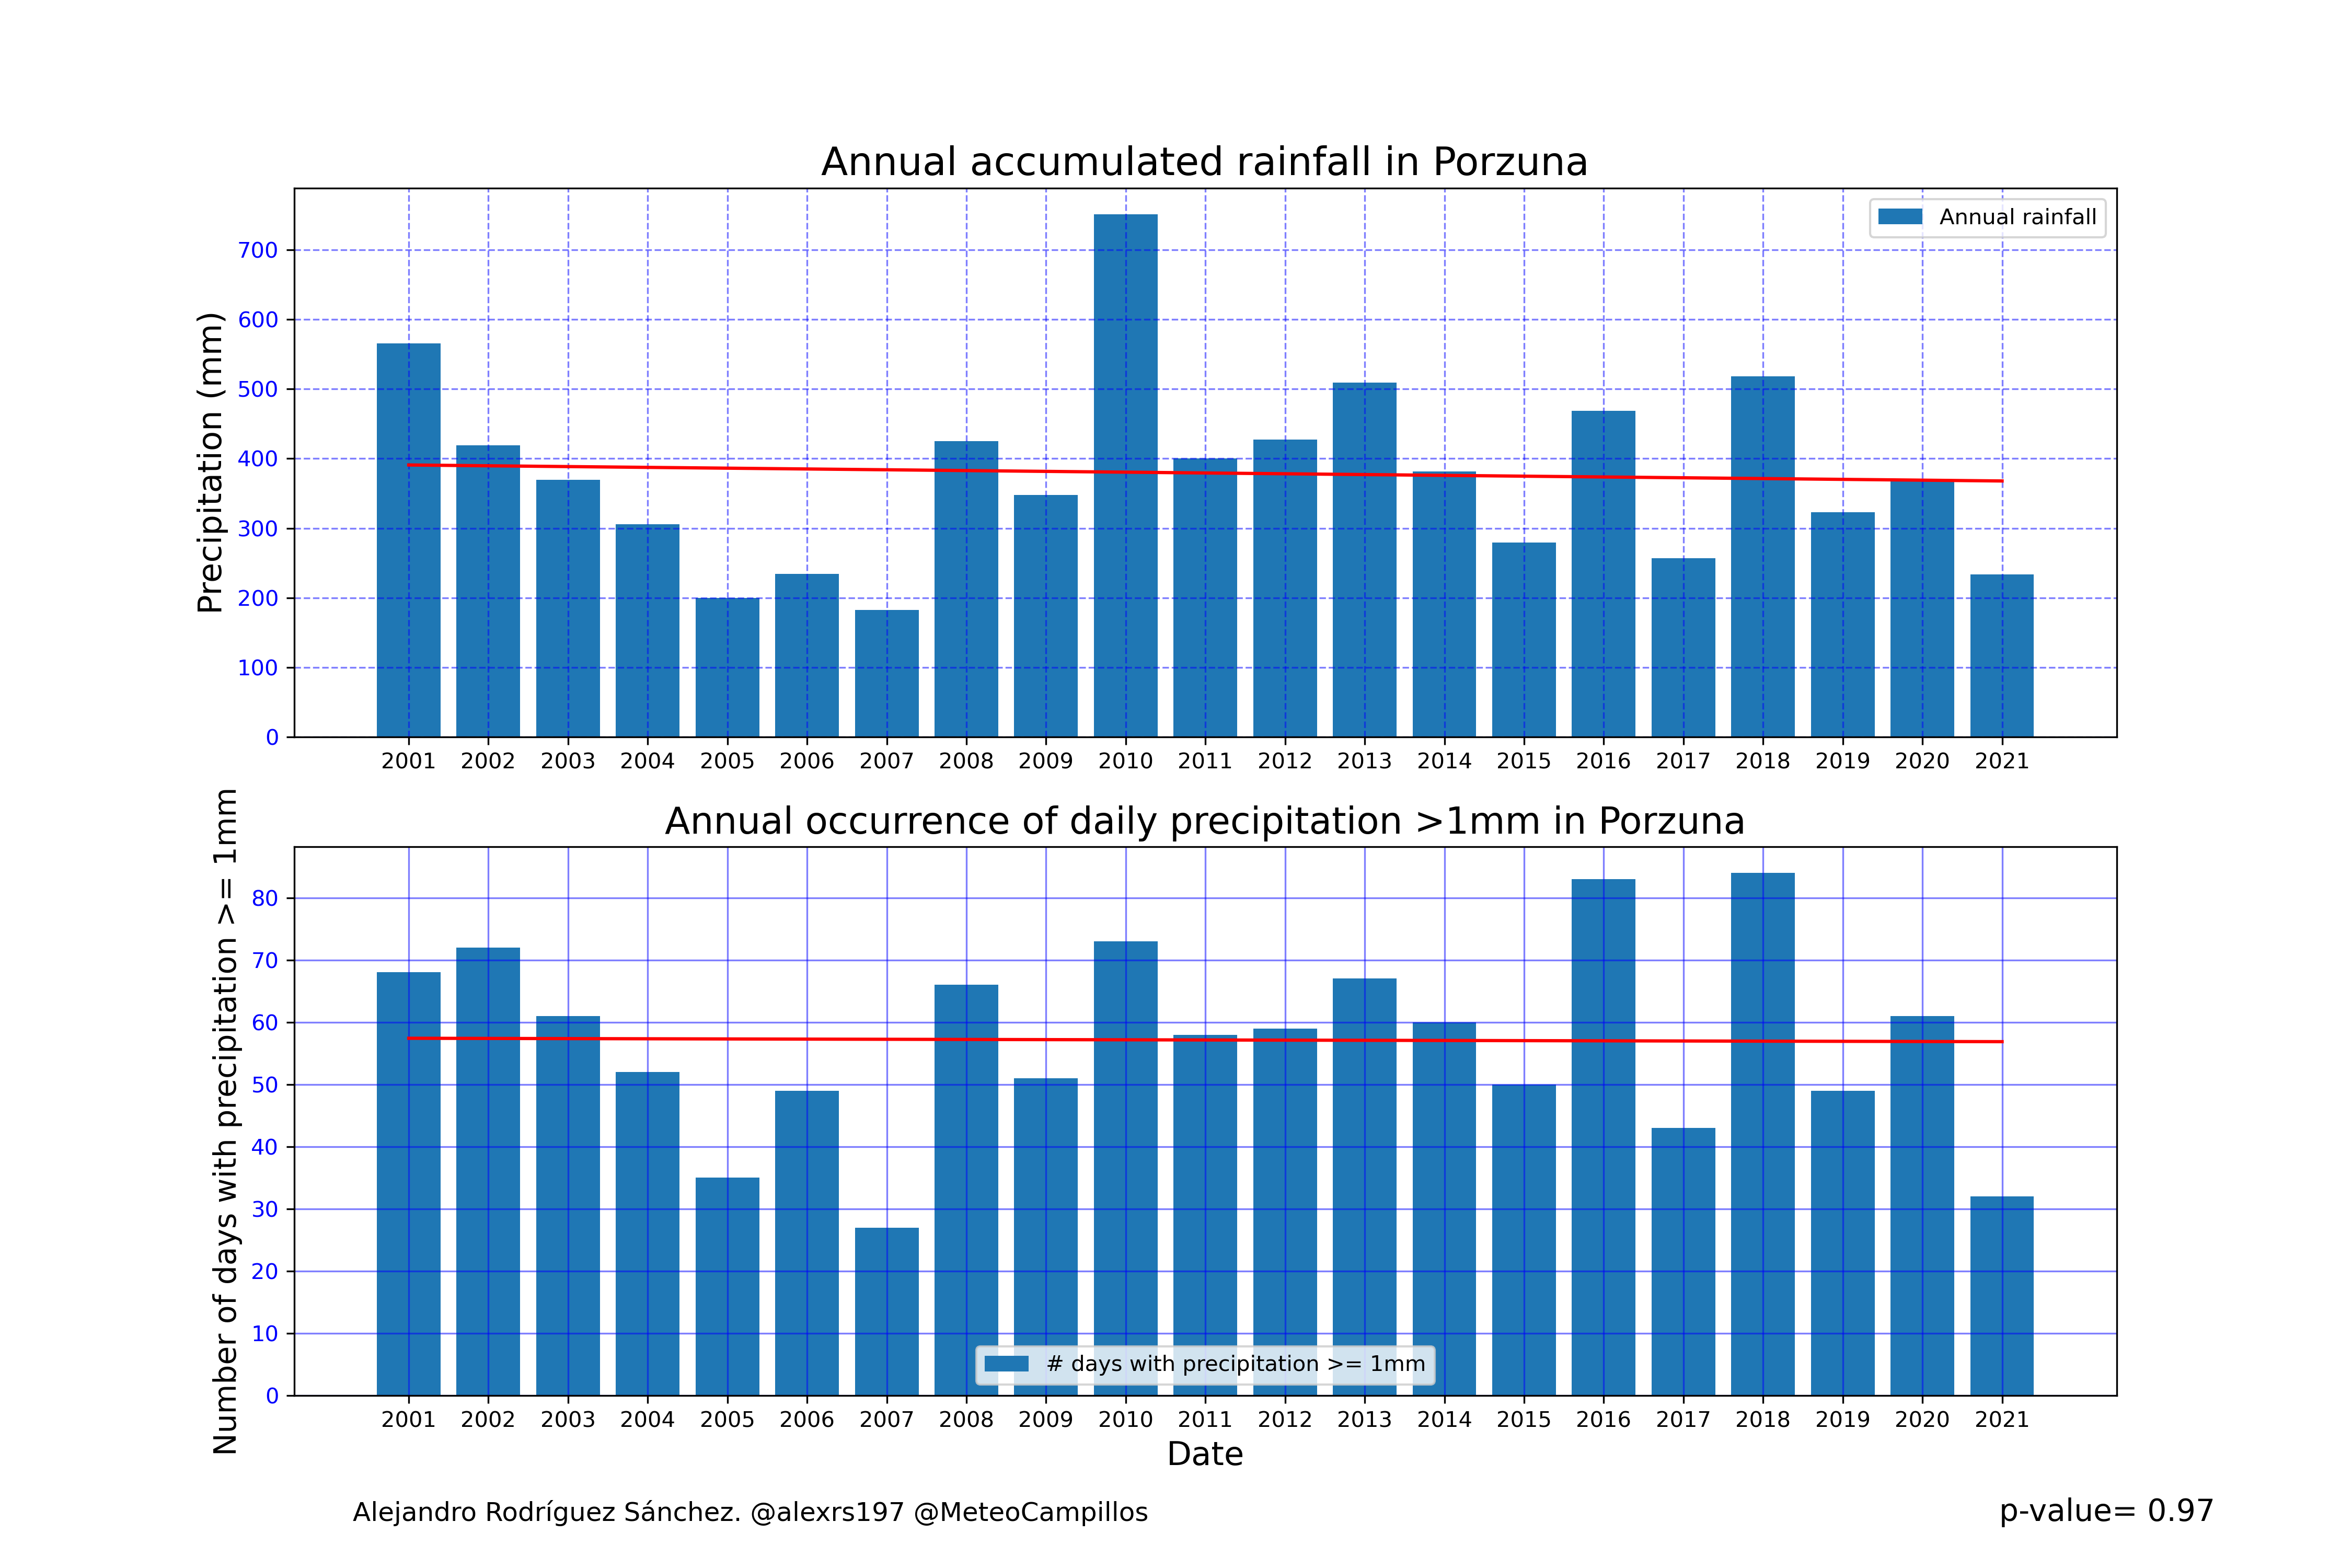 Annual accumulated rainfall in Porzuna
Precipitation (mm)
700
600
500
400
300
200
100
0
Annual rainfall
2001 2002 2003 2004 2005 2006 2007 2008 2009 2010 2011 2012 2013 2014 2015 2016 2017 2018 2019 2020 2021
Annual occurrence of daily precipitation >1mm in Porzuna
Number of days with precipitation >= 1mm
80
70
60
50
40
30
20
10
0
# days with precipitation >= 1mm
2001 2002 2003 2004 2005 2006 2007 2008 2009 2010 2011 2012 2013 2014 2015 2016 2017 2018 2019 2020 2021
Date
Alejandro Rodríguez Sánchez. @alexrs197 @MeteoCampillos
p-value= 0.97